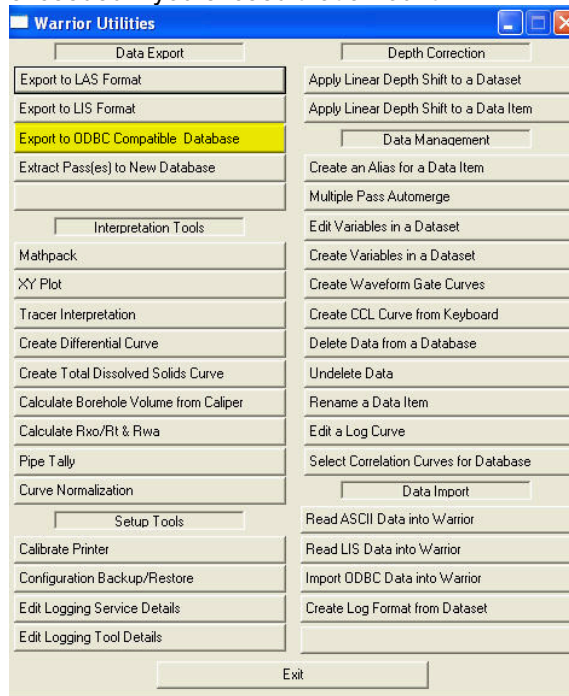 Warrior Utilities
Data Export
Export to LAS Format
Export to LIS Format
Export to ODBC Compatible Database
Extract Pass(es) to New Database
Interpretation Tools
Mathpack
XY Plot
Tracer Interpretation
Create Differential Curve
Create Total Dissolved Solids Curve
Calculate Borehole Volume from Caliper
Calculate Rxo/Rt & Rwa
Pipe Tally
Curve Normalization
Setup Tools
Calibrate Printer
Configuration Backup/Restore
Edit Logging Service Details
Edit Logging Tool Details
Depth Correction
Apply Linear Depth Shift to a Dataset
Apply Linear Depth Shift to a Data Item
Data Management
Create an Alias for a Data Item
Multiple Pass Automerge
Edit Variables in a Dataset
Create Variables in a Dataset
Create Waveform Gate Curves
Create CCL Curve from Keyboard
Delete Data from a Database
Undelete Data
Rename a Data Item
Edit a Log Curve
Select Correlation Curves for Database
Data Import
Read ASCII Data into Warrior
Read LIS Data into Warrior
Import ODBC Data into Warrior
Create Log Format from Dataset
Exit